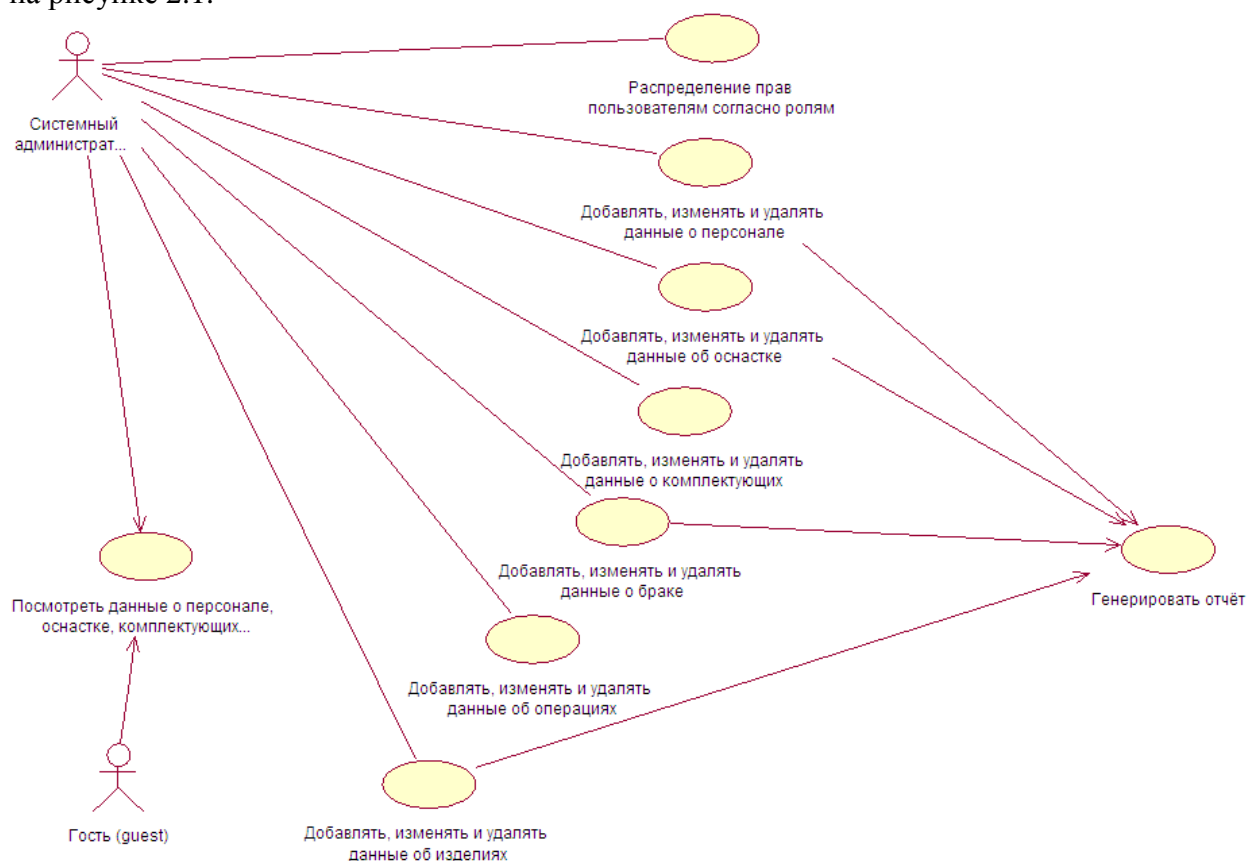 на рисунке 2.1.
Распределение прав
пользователям согласно ролям
Системный
администрат...
Добавлять, изменять и удалять
данные о персонале
Добавлять, изменять и удалять
данные об оснастке
Добавлять, изменять и удалять
данные о комплектующих
Добавлять, изменять и удалять
данные о браке
Генерировать отчёт
Посмотреть данные о персонале,
оснастке, комплектующих...
Добавлять, изменять и удалять
данные об операциях
Гость (guest)
Добавлять, изменять и удалять
данные об изделиях